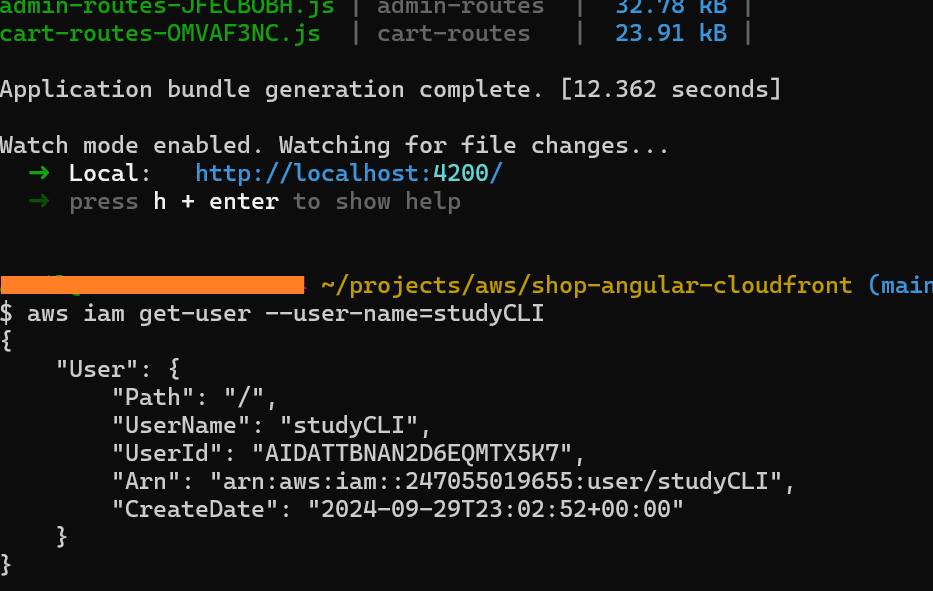 admin-routes-JFECBOBH.js | admin-routes | 32.78 kB |
cart-routes-OMVAF3NC.js | cart-routes | 23.91 kB |
Application bundle generation complete. [12.362 seconds]
Watch mode enabled. Watching for file changes...
➜ Local: http://localhost:4200/
➜ press h + enter to show help
~/projects/aws/shop-angular-cloudfront (main
$ aws iam get-user --user-name=studyCLI
{
"User": {
"Path": "/",
"UserName": "studyCLI",
"UserId": "AIDATTBNAN2D6EQMTX5K7",
"Arn": "arn:aws:iam::247055019655:user/studyCLI",
"CreateDate": "2024-09-29T23:02:52+00:00"
}
}